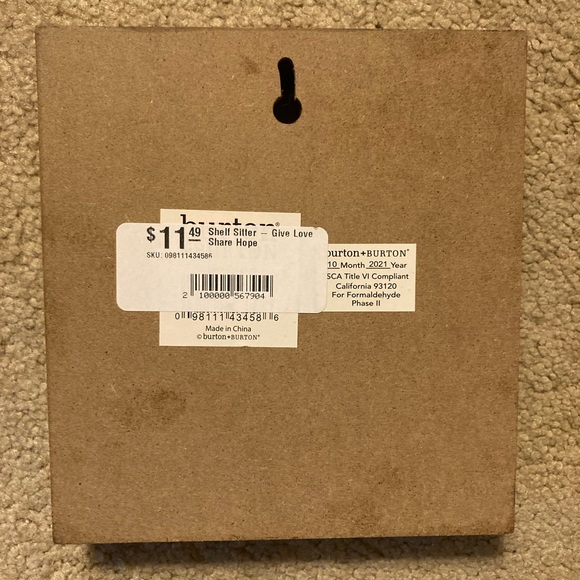 burton®
$11 49
Shelf Sitter — Give Love
Share Hope
SKU: 098111434586
2 100000 567904
0 98111 43458 6
Made in China
© burton+BURTON®
burton+BURTON®
10 Month 2021 Year
SCA Title VI Compliant
California 93120
For Formaldehyde
Phase II